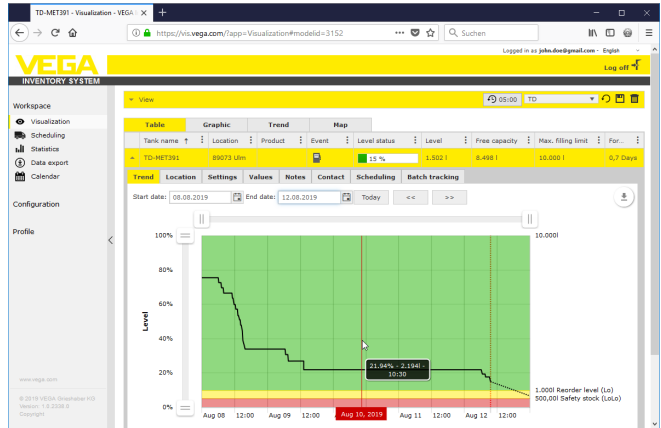 TD-MET391 - Visualization - VEGA
https://vis.vega.com/?app=Visualization#modelid=3152
Suchen
Logged in as john.doe@gmail.com - English
VEGA
Log off
INVENTORY SYSTEM
Workspace
Visualization
Scheduling
Statistics
Data export
Calendar
Configuration
Profile
www.vega.com
© 2019 VEGA Grieshaber KG
Copyright
View
05:00
TD
Table Graphic Trend Map
Tank name Location Product Event Level status Level Free capacity Max. filling limit For...
TD-MET391 89073 Ulm 15 % 1.502 l 8.498 l 10.000 l 0,7 Days
Trend Location Settings Values Notes Contact Scheduling Batch tracking
Start date: 08.08.2019 End date: 12.08.2019 Today << >>
100%
80%
60%
40%
20%
0%
Level
10.000l
21.94% - 2.194l -
10:30
1.000l Reorder level (Lo)
500,00l Safety stock (LoLo)
Aug 08 12:00 Aug 09 12:00 Aug 10, 2019 Aug 11 12:00 Aug 12 12:00